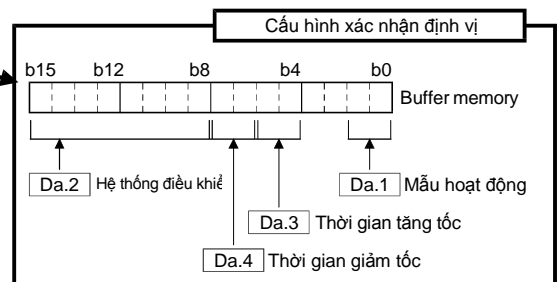 Cấu hình xác nhận định vị
b15 b12 b8 b4 b0
Buffer memory
Da.2 Hệ thống điều khiể
Da.1 Mẫu hoạt động
Da.3 Thời gian tăng tốc
Da.4 Thời gian giảm tốc